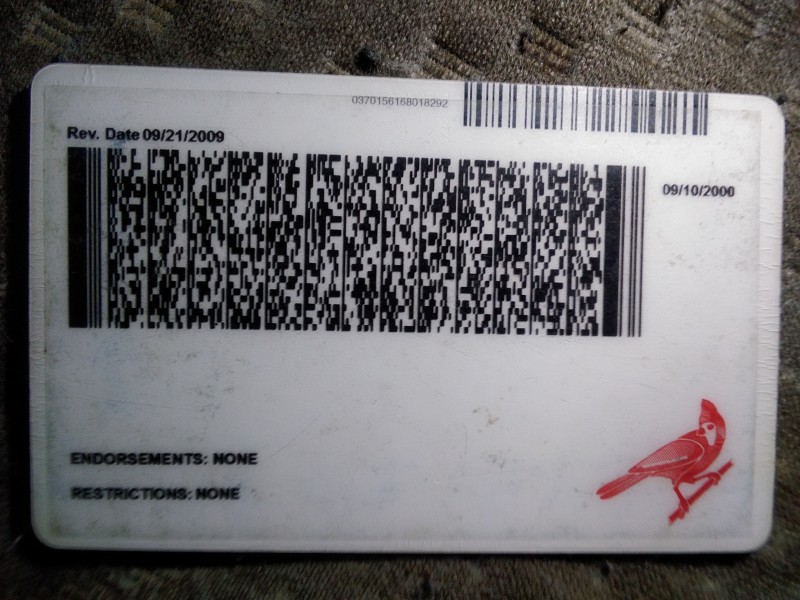 0370156168018292
Rev. Date 09/21/2009
09/10/2000
ENDORSEMENTS: NONE
RESTRICTIONS: NONE